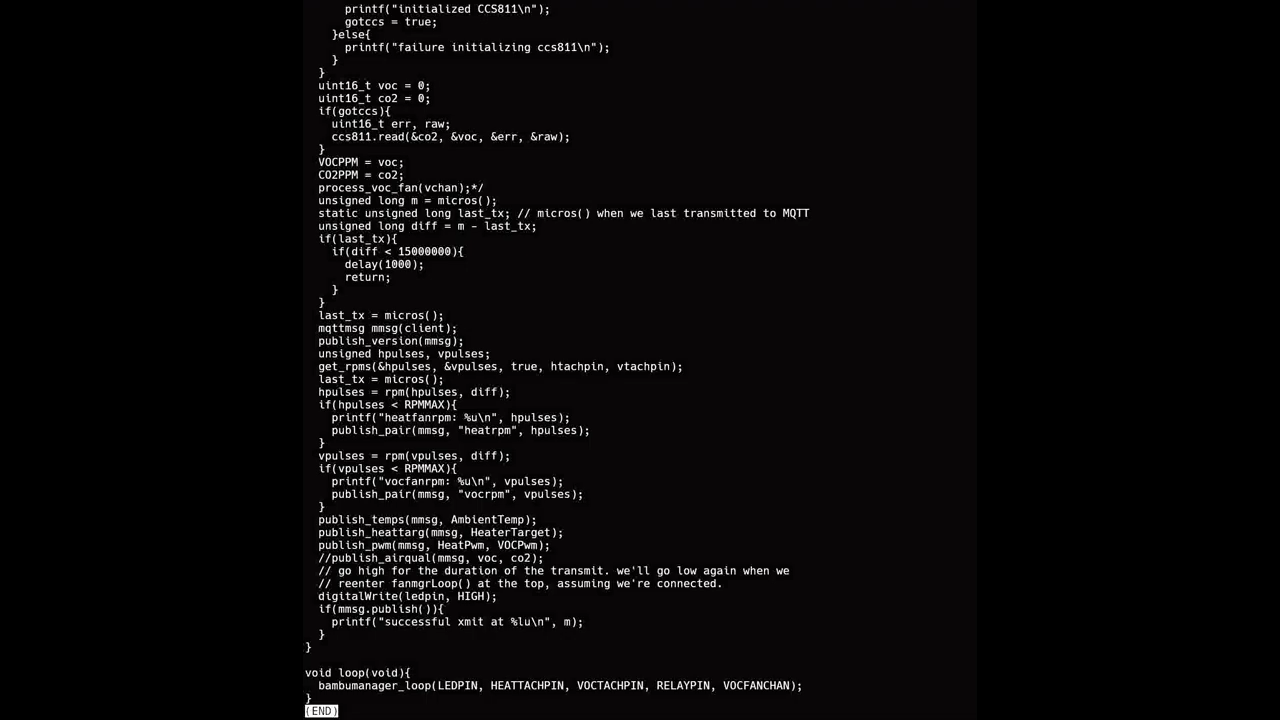 printf("initialized CCS811\n");
gotccs = true;
}else{
printf("failure initializing ccs811\n");
}
}
uint16_t voc = 0;
uint16_t co2 = 0;
if(gotccs){
uint16_t err, raw;
ccs811.read(&co2, &voc, &err, &raw);
}
VOCPPM = voc;
CO2PPM = co2;
process_voc_fan(vchan);*/
unsigned long m = micros();
static unsigned long last_tx; // micros() when we last transmitted to MQTT
unsigned long diff = m - last_tx;
if(last_tx){
if(diff < 15000000){
delay(1000);
return;
}
}
last_tx = micros();
mqttmsg mmsg(client);
publish_version(mmsg);
unsigned hpulses, vpulses;
get_rpms(&hpulses, &vpulses, true, htachpin, vtachpin);
last_tx = micros();
hpulses = rpm(hpulses, diff);
if(hpulses < RPMMAX){
printf("heatfanrpm: %u\n", hpulses);
publish_pair(mmsg, "heatrpm", hpulses);
}
vpulses = rpm(vpulses, diff);
if(vpulses < RPMMAX){
printf("vocfanrpm: %u\n", vpulses);
publish_pair(mmsg, "vocrpm", vpulses);
}
publish_temps(mmsg, AmbientTemp);
publish_heattarg(mmsg, HeaterTarget);
publish_pwm(mmsg, HeatPwm, VOCPwm);
//publish_airqual(mmsg, voc, co2);
// go high for the duration of the transmit. we'll go low again when we
// reenter fanmgrLoop() at the top, assuming we're connected.
digitalWrite(ledpin, HIGH);
if(mmsg.publish()){
printf("successful xmit at %lu\n", m);
}
}
void loop(void){
bambumanager_loop(LEDPIN, HEATTACHPIN, VOCTACHPIN, RELAYPIN, VOCFANCHAN);
}
(END)